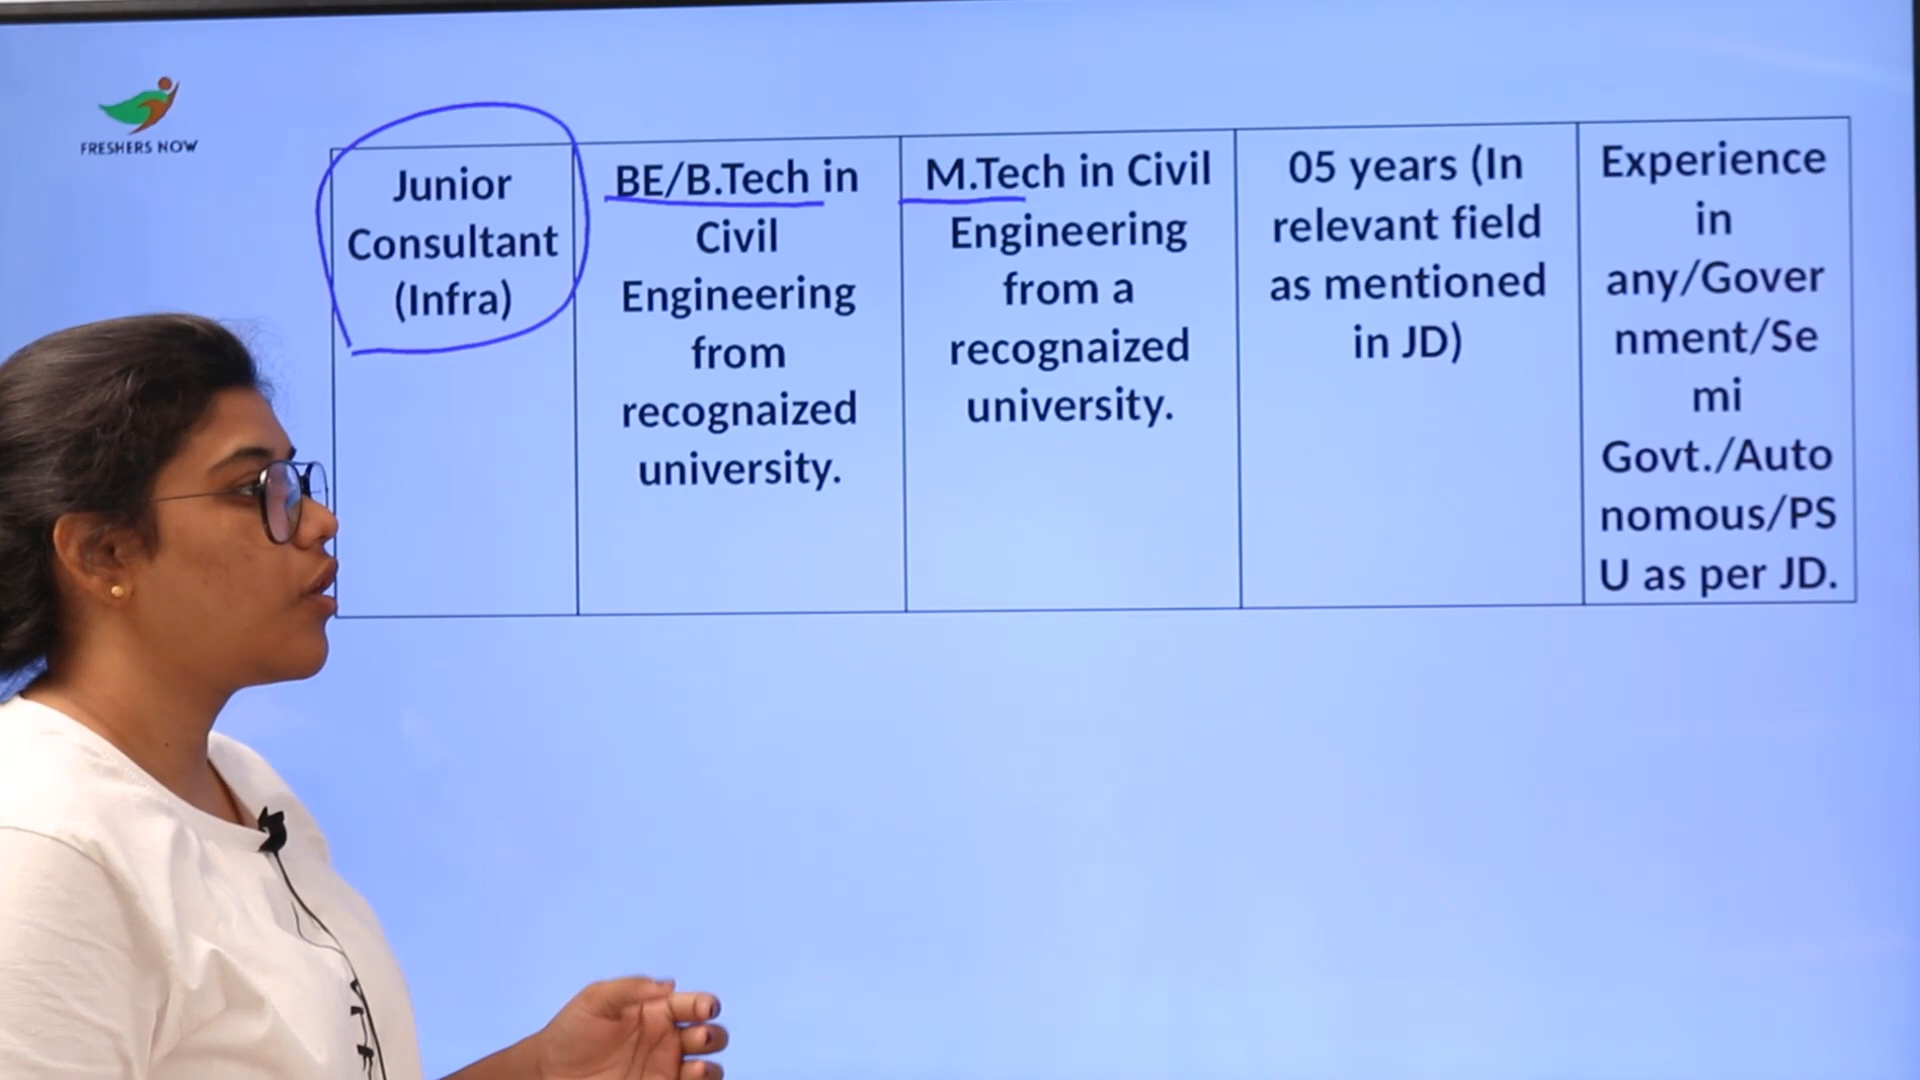 FRESHERS NOW
Junior
Consultant
(Infra)
BE/B.Tech in
Civil
Engineering
from
recognaized
university.
M.Tech in Civil
Engineering
from a
recognaized
university.
05 years (In
relevant field
as mentioned
in JD)
Experience
in
any/Gover
nment/Se
mi
Govt./Auto
nomous/PS
U as per JD.